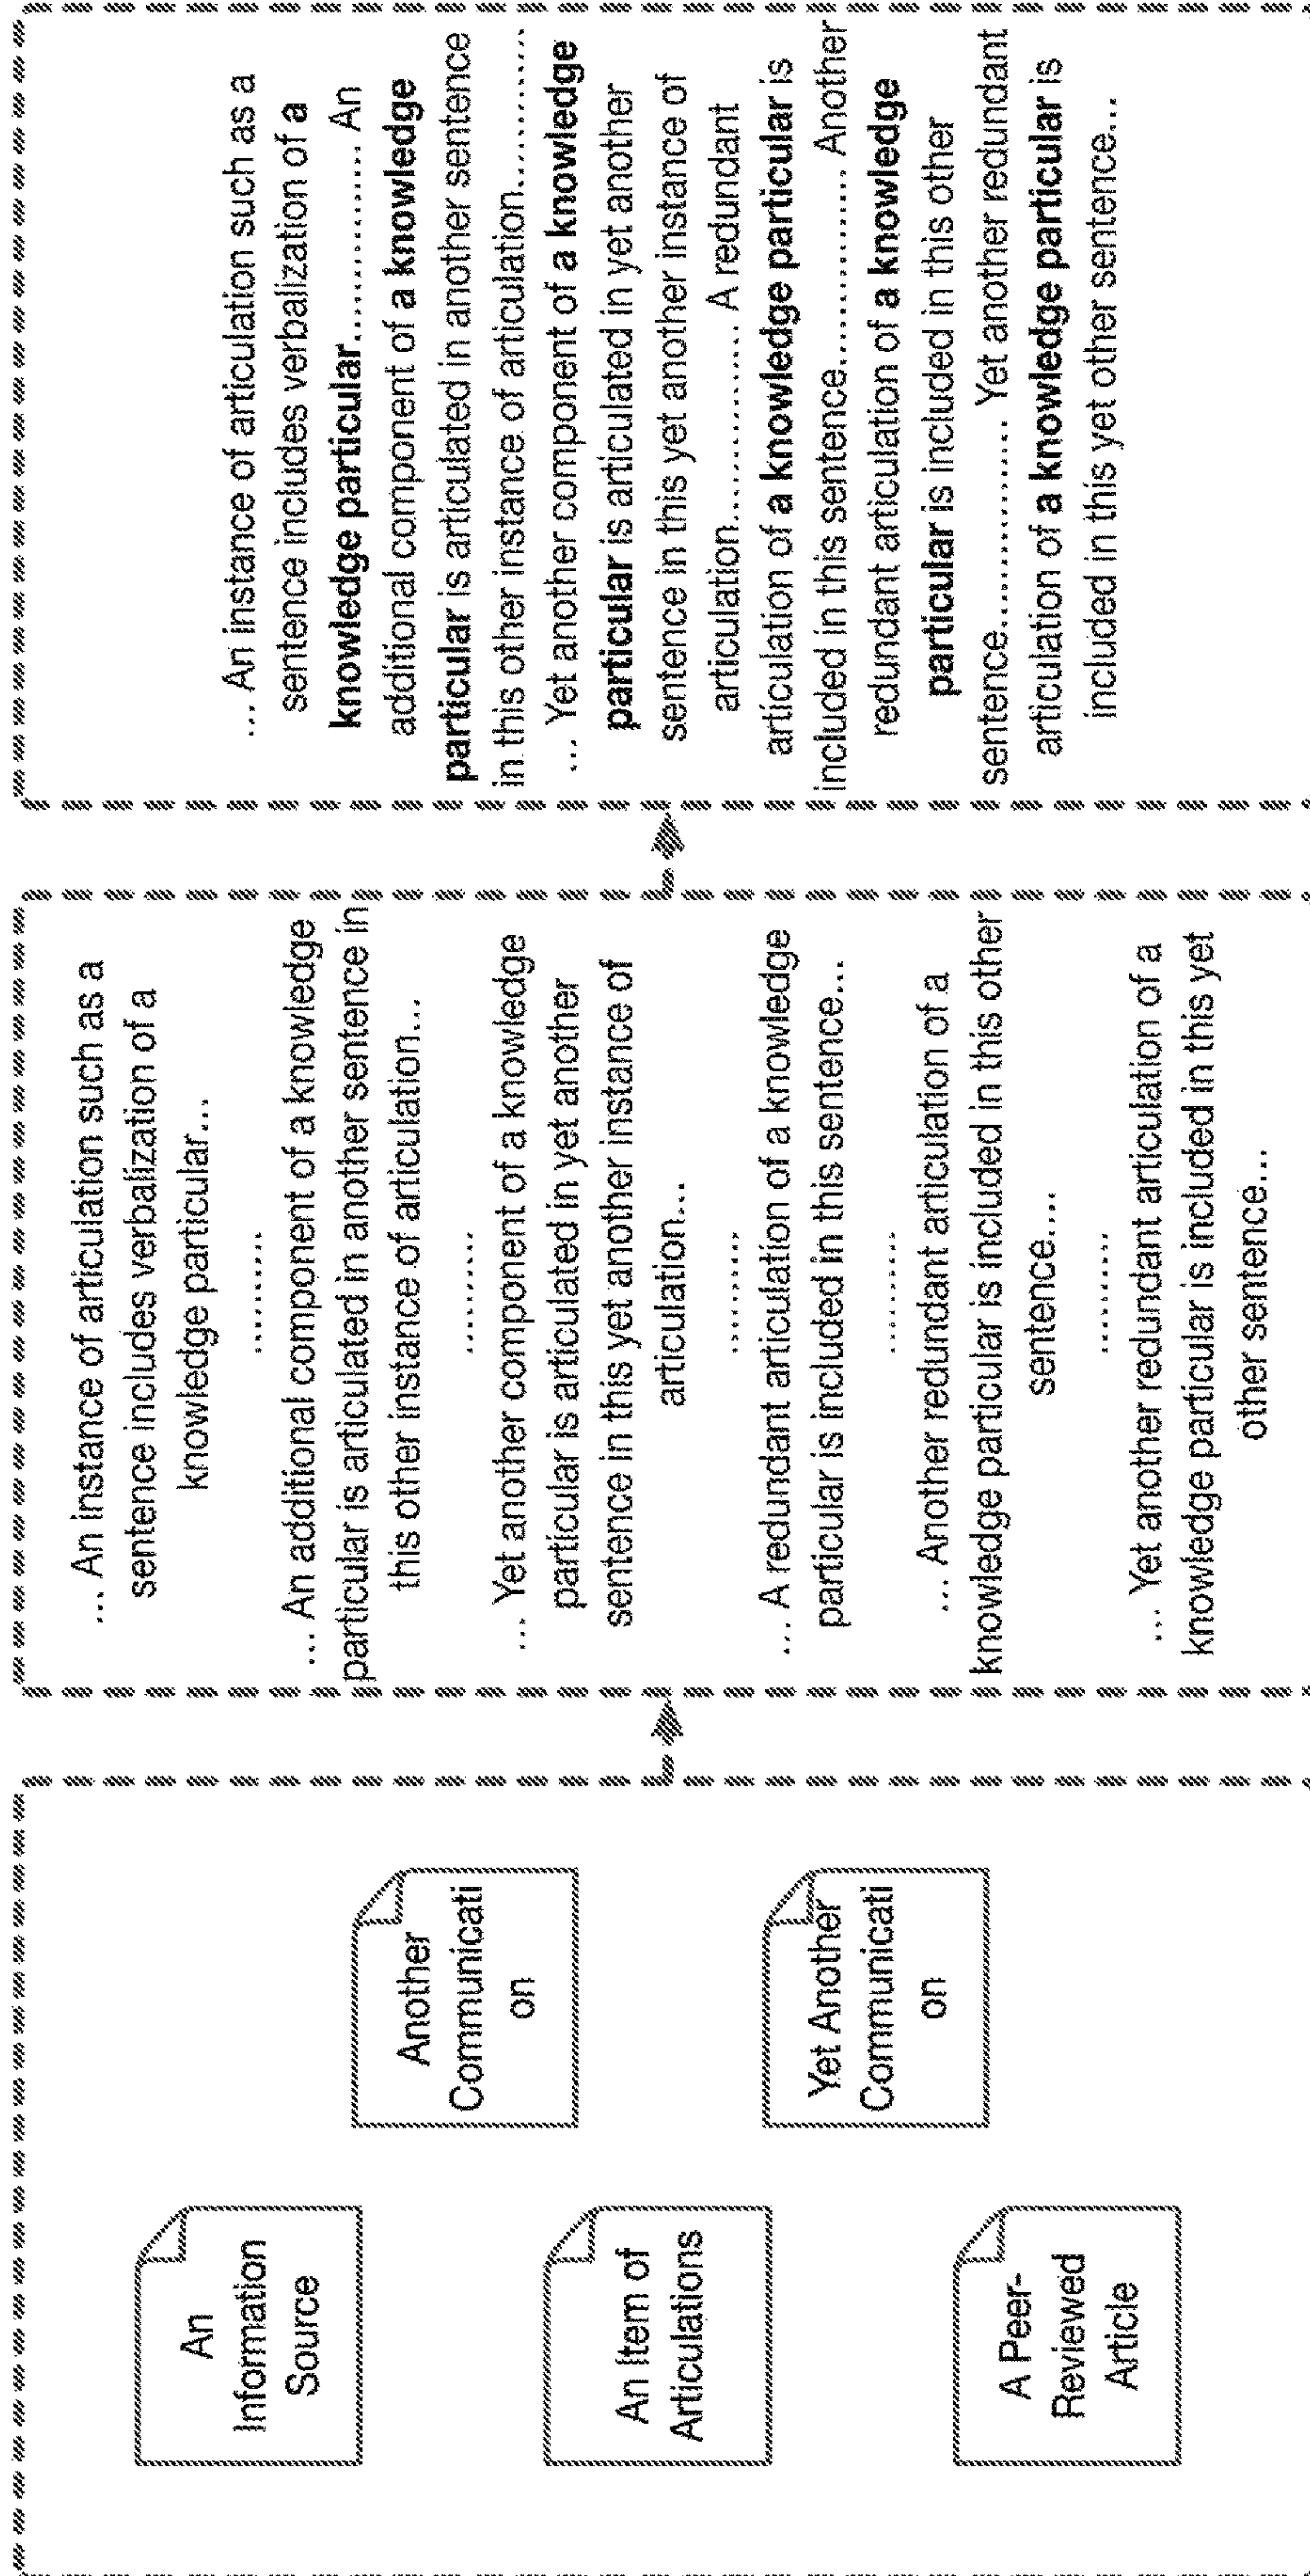 An
Information
Source
An Item of
Articulations
A Peer-
Reviewed
Article
Another
Communicati
on
Yet Another
Communicati
on
... An instance of articulation such as a
sentence includes verbalization of a
knowledge particular...
..........
... An additional component of a knowledge
particular is articulated in another sentence in
this other instance of articulation...
..........
... Yet another component of a knowledge
particular is articulated in yet another
sentence in this yet another instance of
articulation...
..........
... A redundant articulation of a knowledge
particular is included in this sentence...
..........
... Another redundant articulation of a
knowledge particular is included in this other
sentence....
..........
... Yet another redundant articulation of a
knowledge particular is included in this yet
other sentence...
... An instance of articulation such as a
sentence includes verbalization of a
knowledge particular................ An
additional component of a knowledge
particular is articulated in another sentence
in this other instance of articulation.............
... Yet another component of a knowledge
particular is articulated in yet another
sentence in this yet another instance of
articulation................ A redundant
articulation of a knowledge particular is
included in this sentence................ Another
redundant articulation of a knowledge
particular is included in this other
sentence................. Yet another redundant
articulation of a knowledge particular is
included in this yet other sentence...